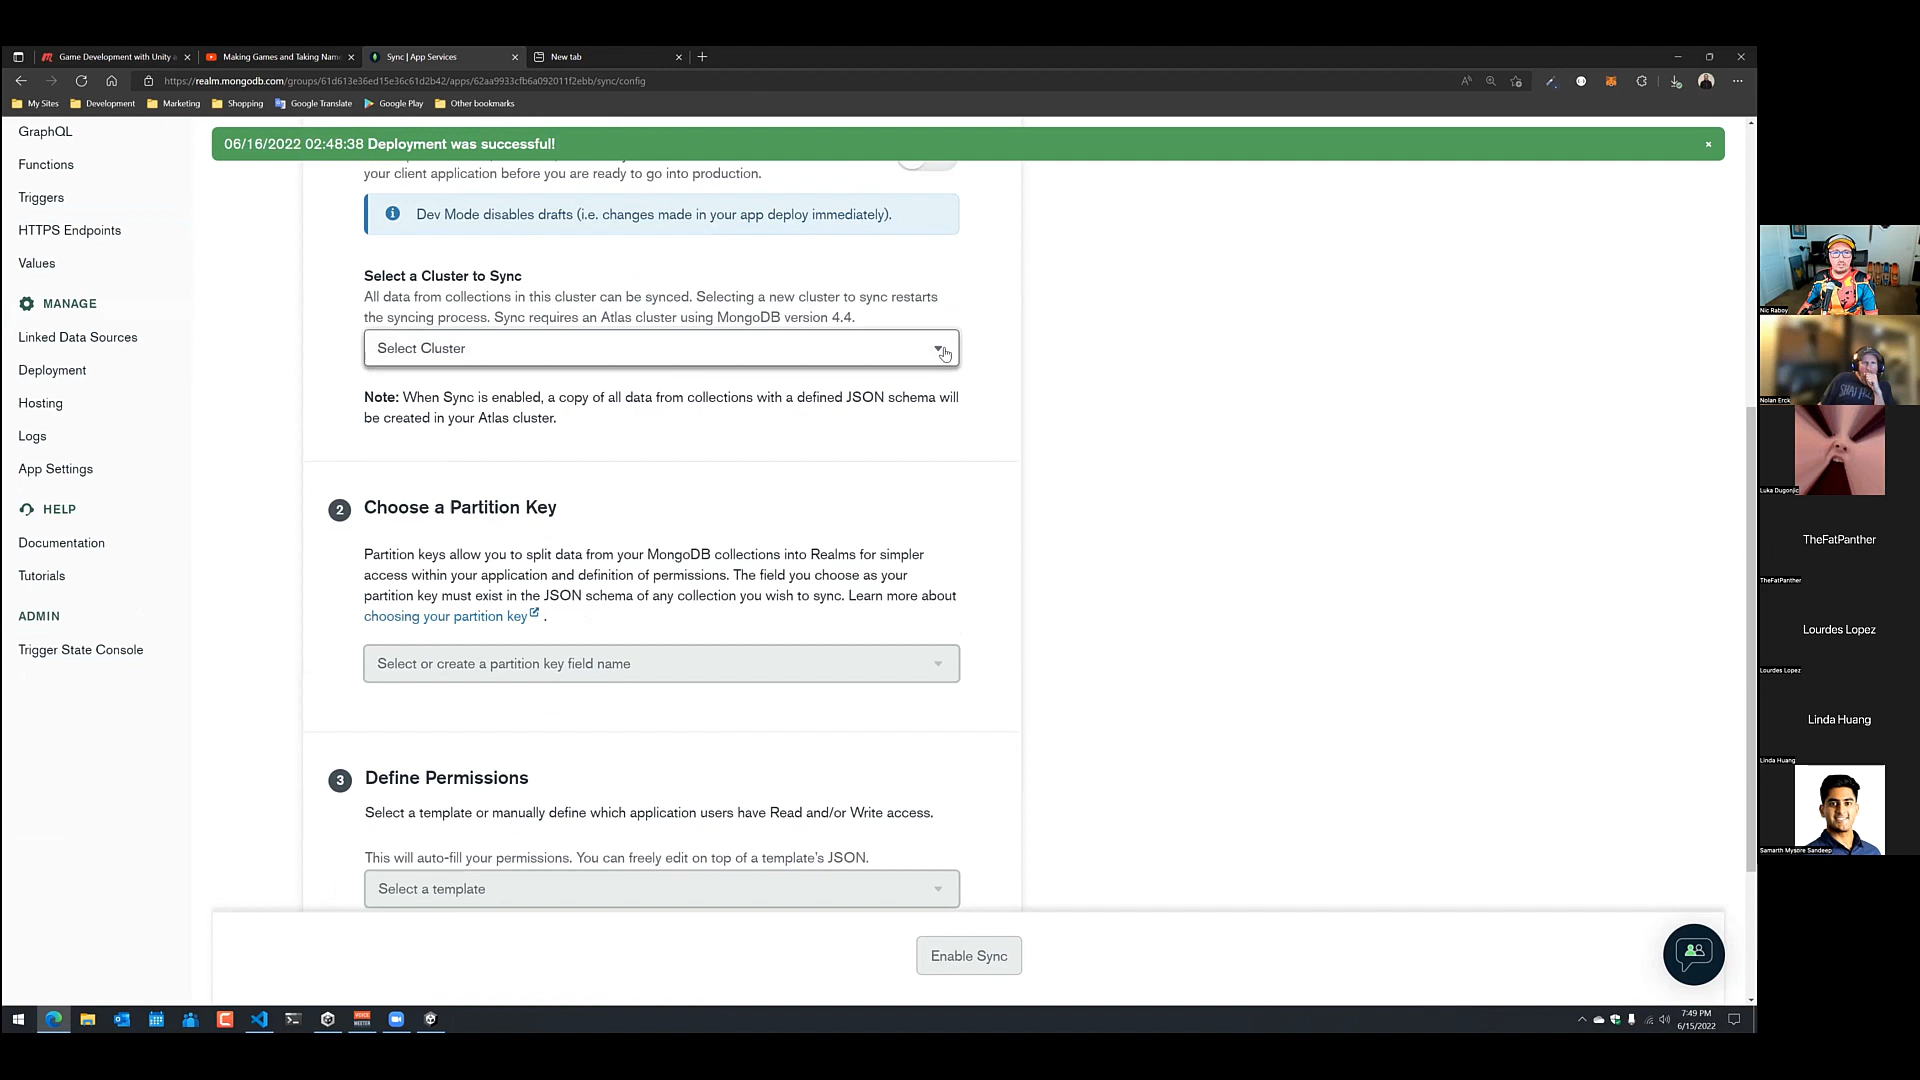 Game Development with Unity
Making Games and Taking Nam
Sync | App Services
New tab
https://realm.mongodb.com/groups/61d613e36ed15e36c61d2b42/apps/62aa9933cfb6a092011f2ebb/sync/config
My Sites
Development
Marketing
Shopping
Google Translate
Google Play
Other bookmarks
GraphQL
Functions
Triggers
HTTPS Endpoints
Values
MANAGE
Linked Data Sources
Deployment
Hosting
Logs
App Settings
HELP
Documentation
Tutorials
ADMIN
Trigger State Console
06/16/2022 02:48:38 Deployment was successful!
your client application before you are ready to go into production.
Dev Mode disables drafts (i.e. changes made in your app deploy immediately).
Select a Cluster to Sync
All data from collections in this cluster can be synced. Selecting a new cluster to sync restarts
the syncing process. Sync requires an Atlas cluster using MongoDB version 4.4.
Select Cluster
Note: When Sync is enabled, a copy of all data from collections with a defined JSON schema will
be created in your Atlas cluster.
2 Choose a Partition Key
Partition keys allow you to split data from your MongoDB collections into Realms for simpler
access within your application and definition of permissions. The field you choose as your
partition key must exist in the JSON schema of any collection you wish to sync. Learn more about
choosing your partition key .
Select or create a partition key field name
3 Define Permissions
Select a template or manually define which application users have Read and/or Write access.
This will auto-fill your permissions. You can freely edit on top of a template's JSON.
Select a template
Enable Sync
Nic Raboy
Nolan Erck
Luka Dugonjic
TheFatPanther
TheFatPanther
Lourdes Lopez
Lourdes Lopez
Linda Huang
Linda Huang
Samarth Mysore Sandeep
7:49 PM
6/15/2022